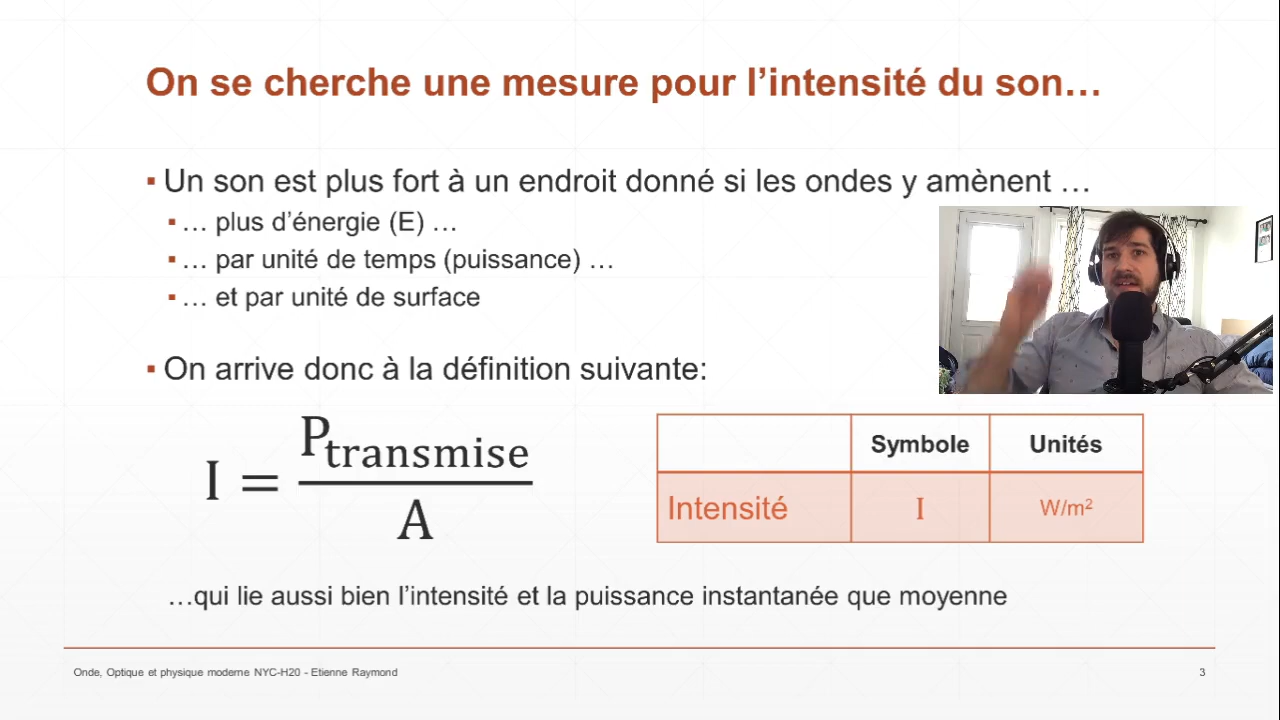 On se cherche une mesure pour l’intensité du son…
▪ Un son est plus fort à un endroit donné si les ondes y amènent …
▪ … plus d’énergie (E) …
▪ … par unité de temps (puissance) …
▪ … et par unité de surface
▪ On arrive donc à la définition suivante:
I = P_transmise / A
Symbole Unités
Intensité I W/m²
…qui lie aussi bien l’intensité et la puissance instantanée que moyenne
Onde, Optique et physique moderne NYC-H20 - Etienne Raymond 3